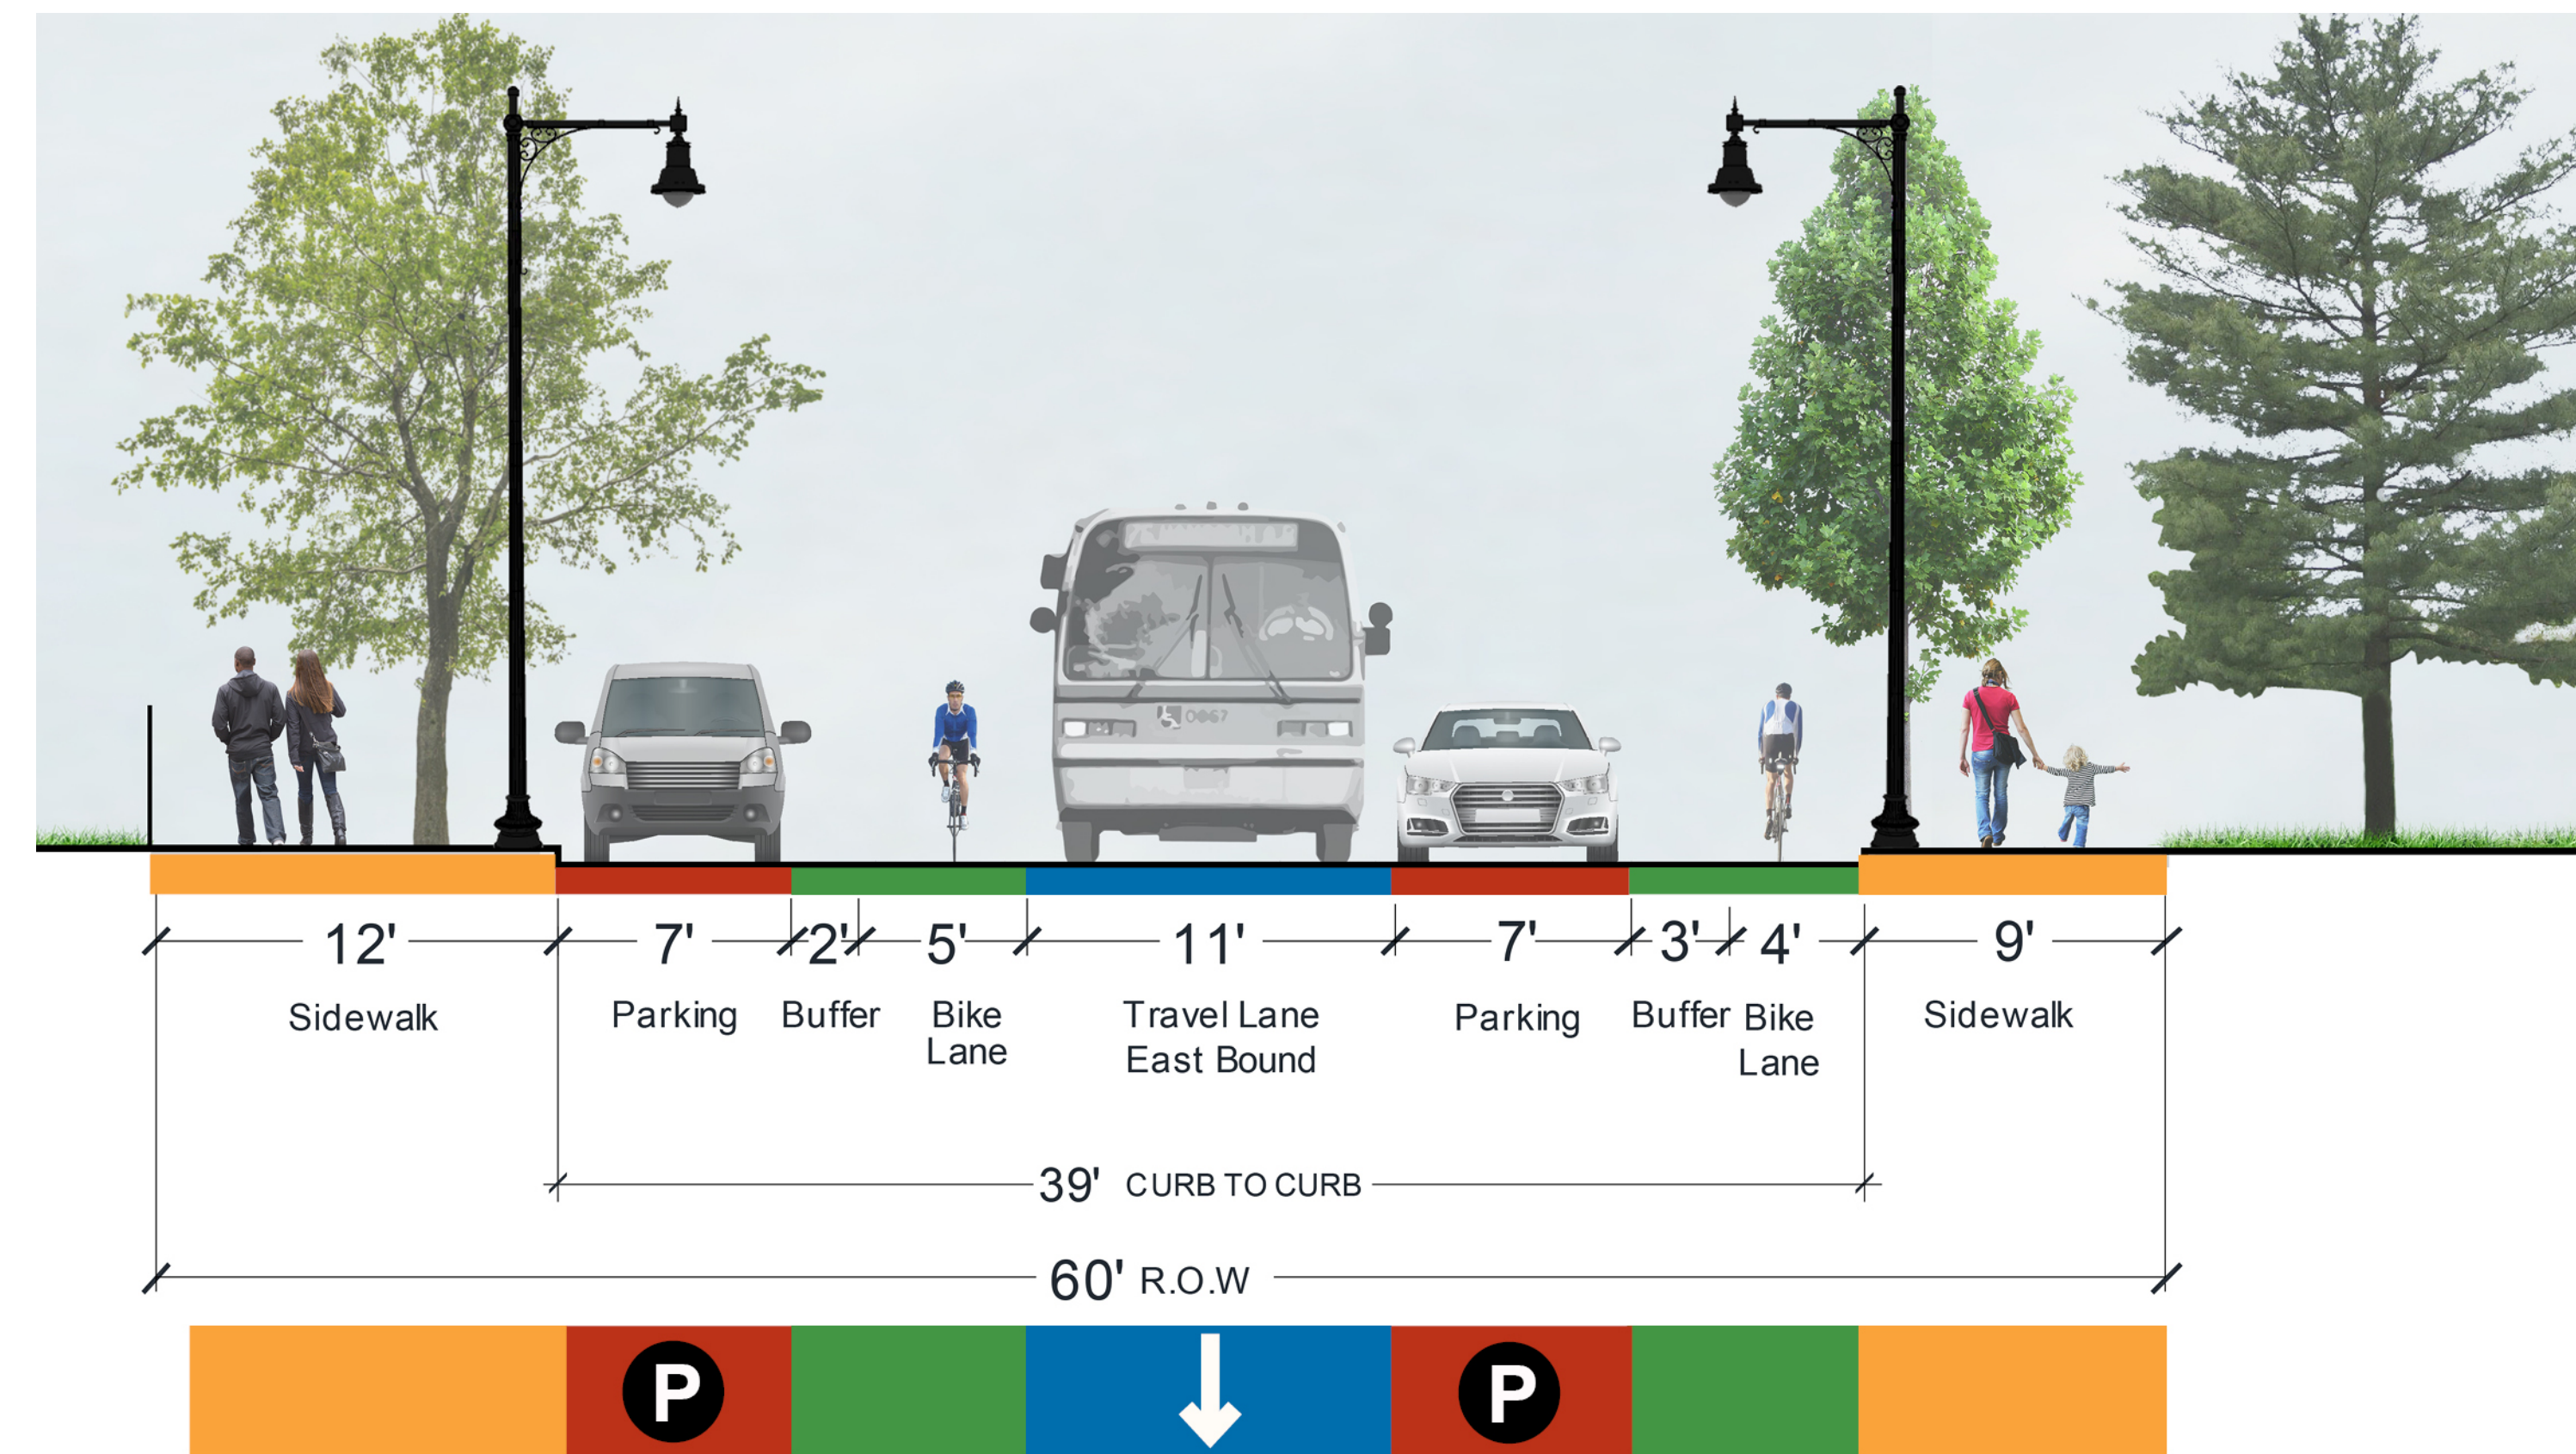 0067
12' 7' 2' 5' 11' 7' 3' 4' 9'
Sidewalk Parking Buffer Bike Lane Travel Lane East Bound Parking Buffer Bike Lane Sidewalk
39' CURB TO CURB
60' R.O.W
P P